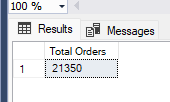 100 %
Results Messages
Total Orders
1 21350